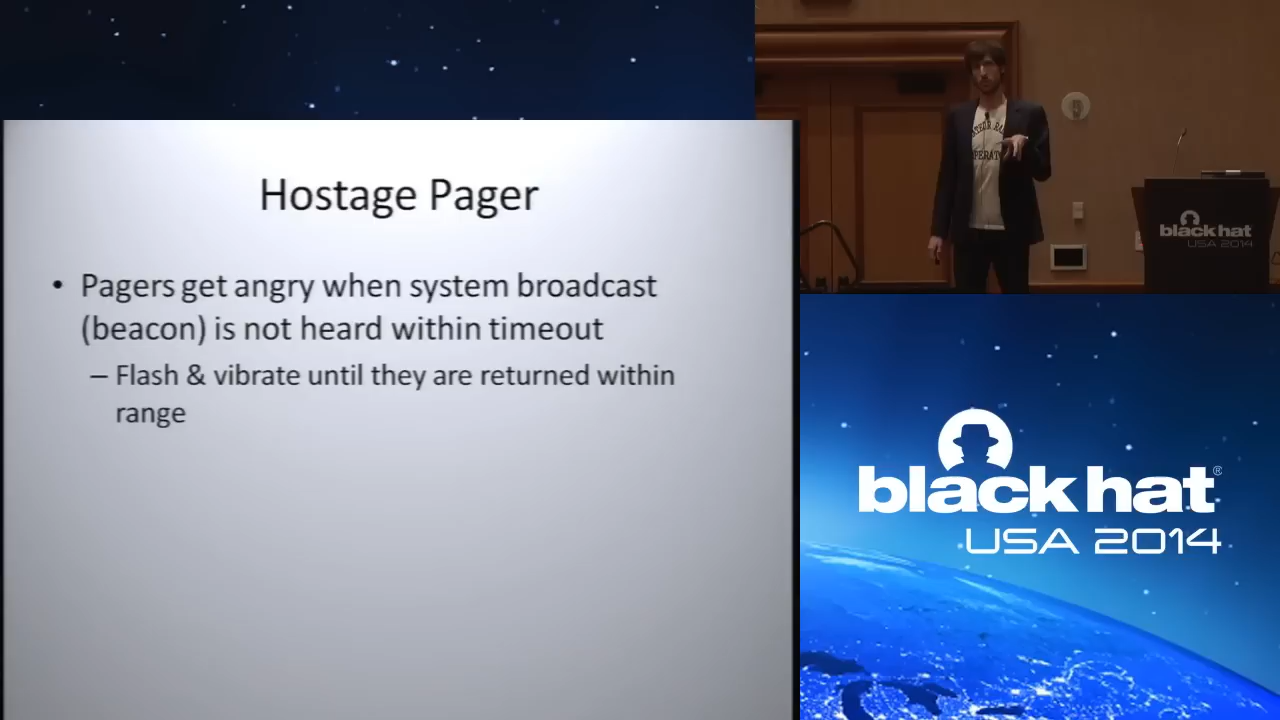 Hostage Pager
• Pagers get angry when system broadcast
(beacon) is not heard within timeout
– Flash & vibrate until they are returned within
range
black hat
USA 2014
black hat®
USA 2014